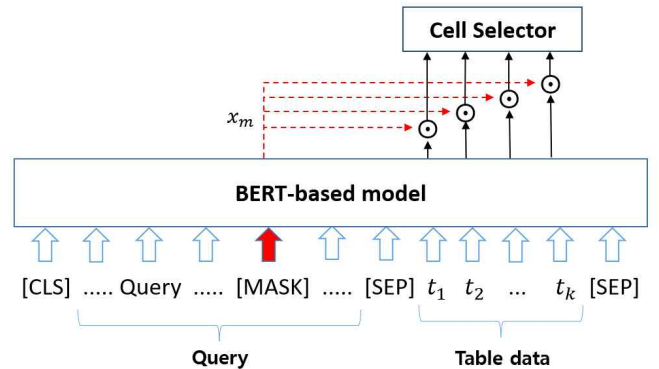 Cell Selector
x_m
⊙ ⊙ ⊙ ⊙
BERT-based model
[CLS] ..... Query ..... [MASK] ..... [SEP] t_1 t_2 ... t_k [SEP]
Query Table data